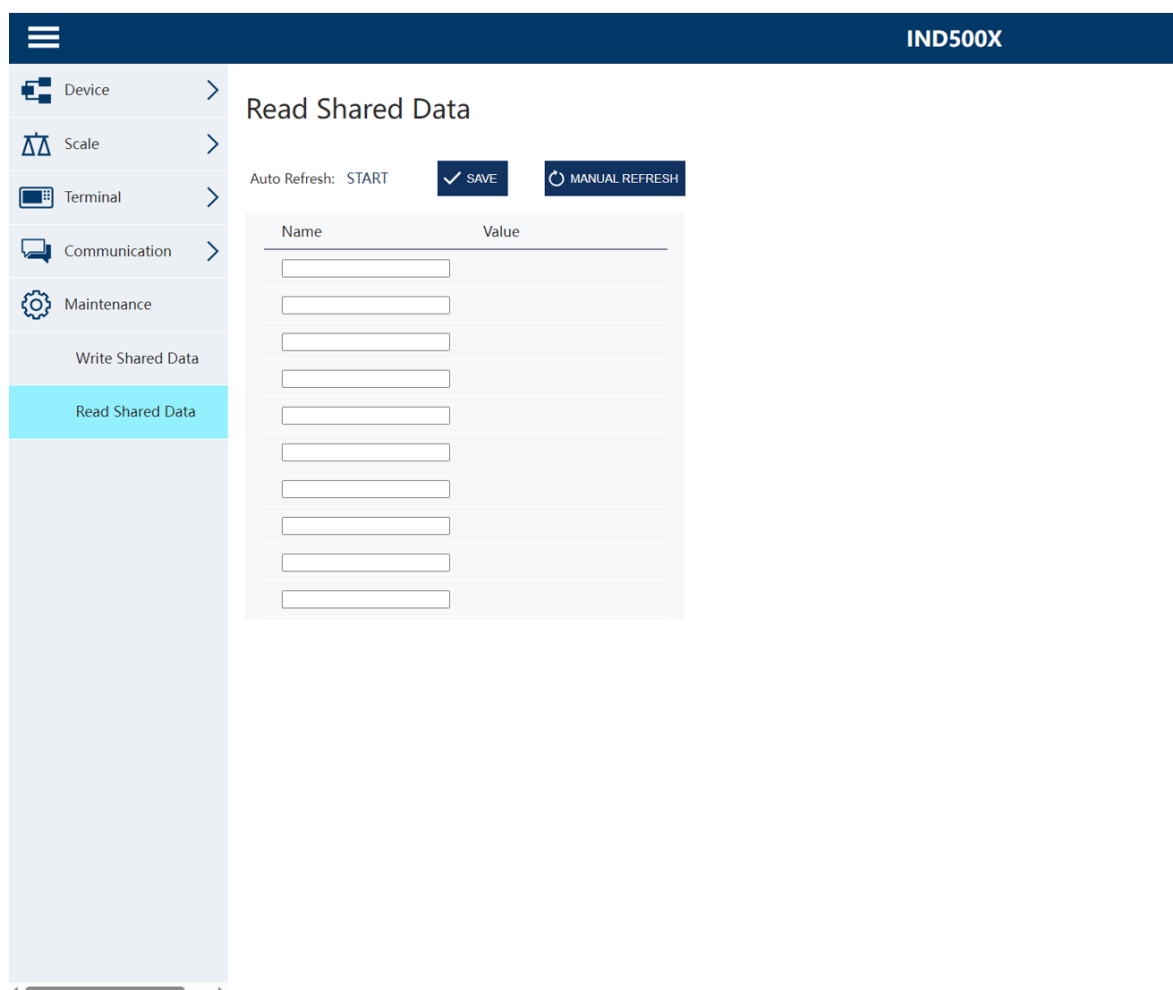 IND500X
Device
Scale
Terminal
Communication
Maintenance
Write Shared Data
Read Shared Data
Read Shared Data
Auto Refresh: START SAVE MANUAL REFRESH
Name Value